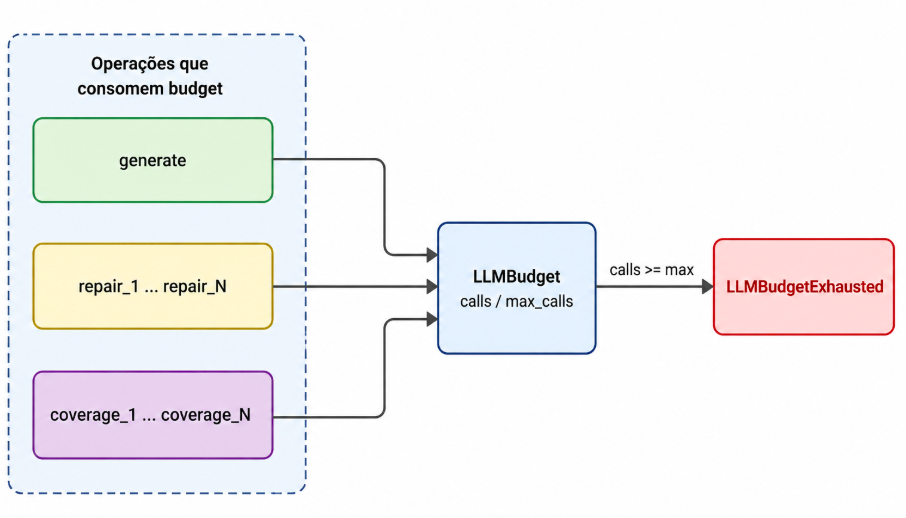 Operações que
consomem budget
generate
repair_1 ... repair_N
coverage_1 ... coverage_N
LLMBudget
calls / max_calls
calls >= max
LLMBudgetExhausted